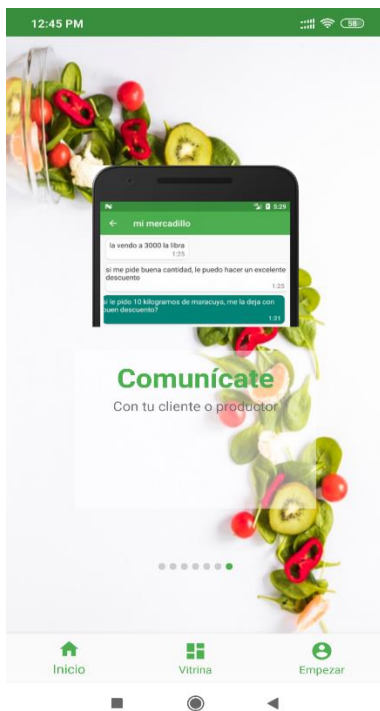 12:45 PM
58
8:29
mi mercadillo
la vendo a 3000 la libra
1:25
si me pide buena cantidad, le puedo hacer un excelente
descuento
1:25
si le pido 10 kilogramos de maracuya, me la deja con
buen descuento?
1:21
Comunícate
Con tu cliente o productor
Inicio
Vitrina
Empezar